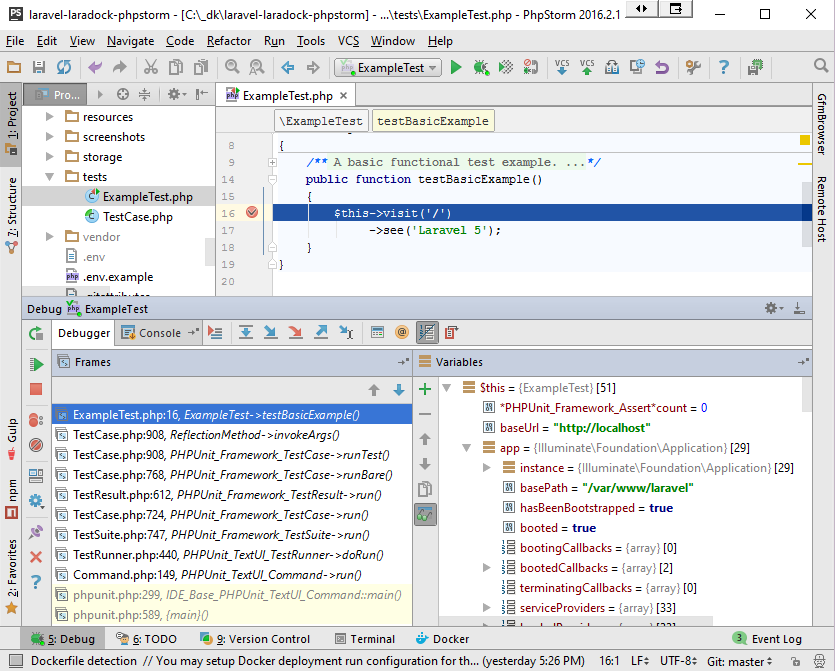 PS laravel-laradock-phpstorm - [C:\_dk\laravel-laradock-phpstorm] - ...\tests\ExampleTest.php - PhpStorm 2016.2.1
File Edit View Navigate Code Refactor Run Tools VCS Window Help
ExampleTest VCS VCS ?
1: Project
7: Structure
Gulp
npm
2: Favorites
Pro...
resources
screenshots
storage
tests
ExampleTest.php
TestCase.php
vendor
.env
.env.example
ExampleTest.php
\ExampleTest testBasicExample
8 {
9 /** A basic functional test example. ...*/
14 public function testBasicExample()
15 {
16 $this->visit('/')
17 ->see('Laravel 5');
18 }
19 }
20
GfmBrowser
Remote Host
Debug ExampleTest
Debugger Console
Frames
ExampleTest.php:16, ExampleTest->testBasicExample()
TestCase.php:908, ReflectionMethod->invokeArgs()
TestCase.php:908, PHPUnit_Framework_TestCase->runTest()
TestCase.php:768, PHPUnit_Framework_TestCase->runBare()
TestResult.php:612, PHPUnit_Framework_TestResult->run()
TestCase.php:724, PHPUnit_Framework_TestCase->run()
TestSuite.php:747, PHPUnit_Framework_TestSuite->run()
TestRunner.php:440, PHPUnit_TextUI_TestRunner->doRun()
Command.php:149, PHPUnit_TextUI_Command->run()
phpunit.php:299, IDE_Base_PHPUnit_TextUI_Command::main()
phpunit.php:589, {main}()
Variables
$this = {ExampleTest} [51]
*PHPUnit_Framework_Assert*count = 0
baseUrl = "http://localhost"
app = {Illuminate\Foundation\Application} [29]
instance = {Illuminate\Foundation\Application} [29]
basePath = "/var/www/laravel"
hasBeenBootstrapped = true
booted = true
bootingCallbacks = {array} [0]
bootedCallbacks = {array} [2]
terminatingCallbacks = {array} [0]
serviceProviders = {array} [33]
5: Debug 6: TODO 9: Version Control Terminal Docker 3 Event Log
Dockerfile detection // You may setup Docker deployment run configuration for th... (yesterday 5:26 PM) 16:1 LF UTF-8 Git: master